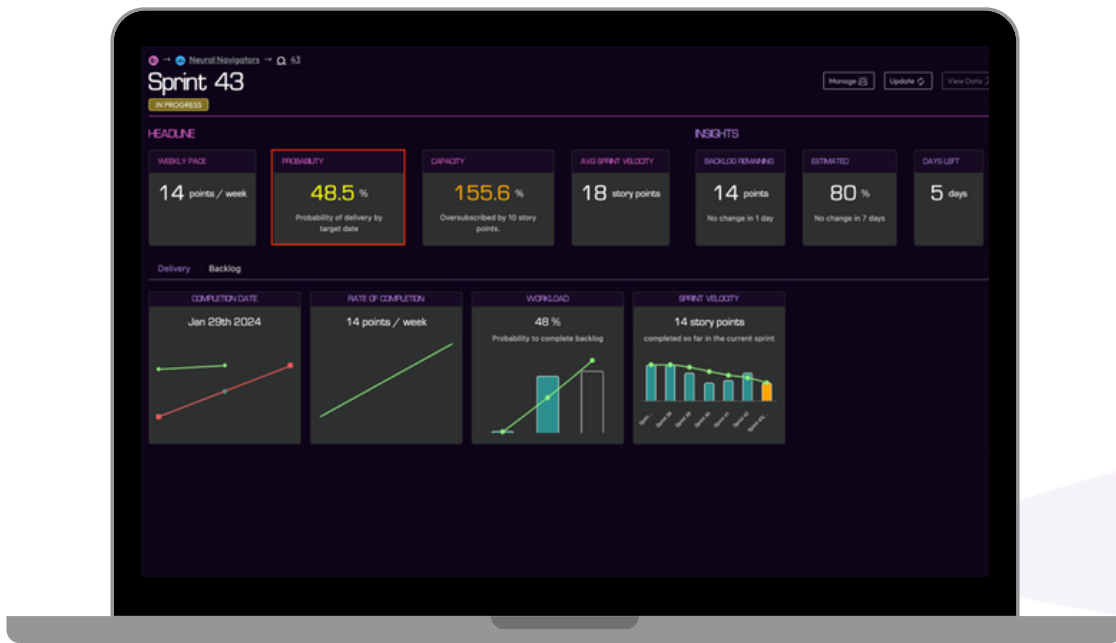 Neural Navigators → 43
Sprint 43
IN PROGRESS
Manage
Update
View Data
HEADLINE
INSIGHTS
WEEKLY PACE
14 points / week
PROBABILITY
48.5 %
Probability of delivery by
target date
CAPACITY
155.6 %
Oversubscribed by 10 story
points.
AVG SPRINT VELOCITY
18 story points
BACKLOG REMAINING
14 points
No change in 1 day
ESTIMATED
80 %
No change in 7 days
DAYS LEFT
5 days
Delivery
Backlog
COMPLETION DATE
Jan 29th 2024
RATE OF COMPLETION
14 points / week
WORKLOAD
48 %
Probability to complete backlog
SPRINT VELOCITY
14 story points
completed so far in the current sprint